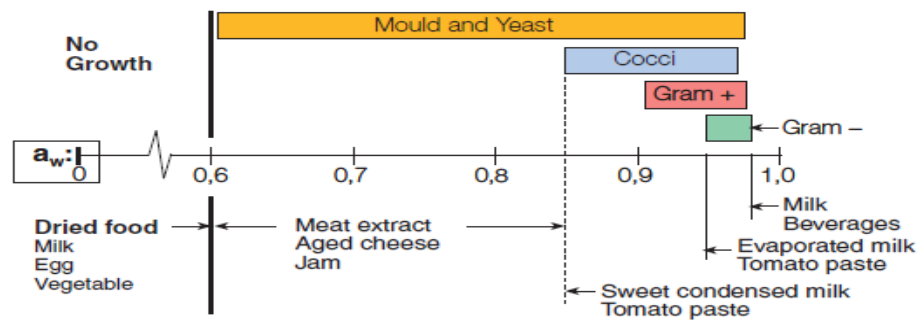 Mould and Yeast
No
Growth
Cocci
Gram +
Gram –
aw:
0
0,6
0,7
0,8
0,9
1,0
Dried food
Milk
Egg
Vegetable
Meat extract
Aged cheese
Jam
Milk
Beverages
Evaporated milk
Tomato paste
Sweet condensed milk
Tomato paste